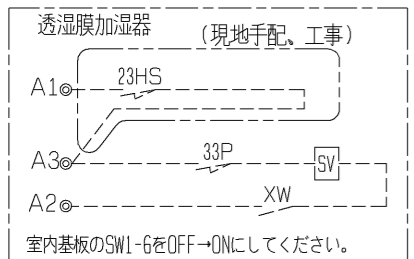 透湿膜加湿器
(現地手配、工事)
23HS
A1
33P
A3
SV
XW
A2
室内基板のSW1-6をOFF→ONにしてください。